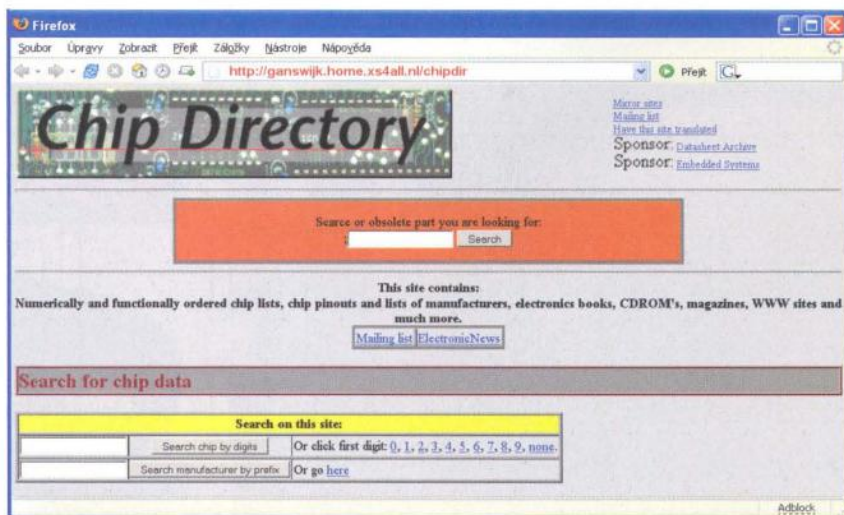 Firefox
Soubor Úpravy Zobrazit Přejít Záložky Nástroje Nápověda
http://ganswijk.home.xs4all.nl/chipdir Přejít G
Chip Directory
Mirror sites
Mailing list
Have this site translated
Sponsor: Datasheet Archive
Sponsor: Embedded Systems
Scarce or obsolete part you are looking for:
: Search
This site contains:
Numerically and functionally ordered chip lists, chip pinouts and lists of manufacturers, electronics books, CDROM's, magazines, WWW sites and
much more.
Mailing list ElectronicNews
Search for chip data
Search on this site:
Search chip by digits Or click first digit: 0, 1, 2, 3, 4, 5, 6, 7, 8, 9, none.
Search manufacturer by prefix Or go here
Adblock